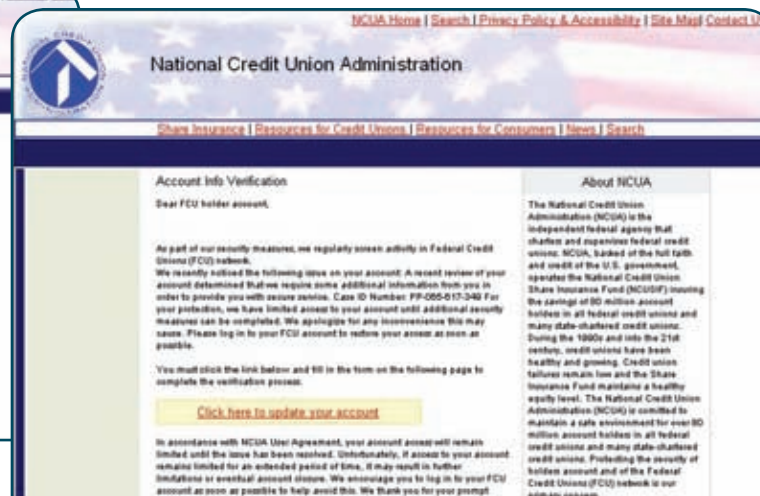 NCUA Home | Search | Privacy Policy & Accessibility | Site Map| Contact U
National Credit Union Administration
Share Insurance | Resources for Credit Unions | Resources for Consumers | News | Search
Account Info Verification
Dear FCU holder account,
As part of our security measures, we regularly screen activity in Federal Credit
Unions (FCU) network.
We recently noticed the following issue on your account: A recent review of your
account determined that we require some additional information from you in
order to provide you with secure service. Case ID Number: PP-065-617-349 For
your protection, we have limited access to your account until additional security
measures can be completed. We apologize for any inconvenience this may
cause. Please log in to your FCU account to restore your access as soon as
possible.
You must click the link below and fill in the form on the following page to
complete the verification process.
Click here to update your account
In accordance with NCUA User Agreement, your account access will remain
limited until the issue has been resolved. Unfortunately, if access to your account
remains limited for an extended period of time, it may result in further
limitations or eventual account closure. We encourage you to log in to your FCU
account as soon as possible to help avoid this. We thank you for your prompt
About NCUA
The National Credit Union
Administration (NCUA) is the
independent federal agency that
charters and supervises federal credit
unions. NCUA, backed of the full faith
and credit of the U.S. government,
operates the National Credit Union
Share Insurance Fund (NCUSIF) insuring
the savings of 80 million account
holders in all federal credit unions and
many state-chartered credit unions.
During the 1990s and into the 21st
century, credit unions have been
healthy and growing. Credit union
failures remain low and the Share
Insurance Fund maintains a healthy
equity level. The National Credit Union
Administration (NCUA) is comitted to
maintain a safe environment for over 80
million account holders in all federal
credit unions and many state-chartered
credit unions. Protecting the security of
holders account and of the Federal
Credit Unions (FCU) network is our
primary concern